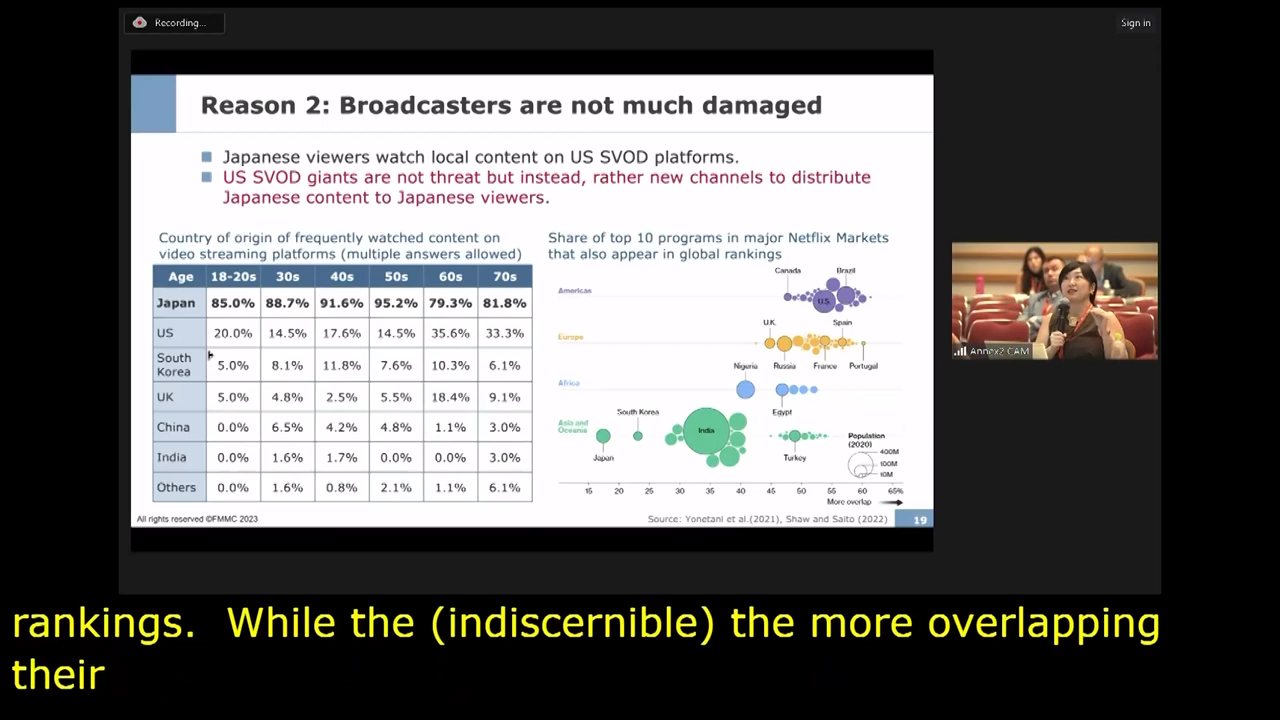 Recording...
Sign in
Reason 2: Broadcasters are not much damaged
Japanese viewers watch local content on US SVOD platforms.
US SVOD giants are not threat but instead, rather new channels to distribute
Japanese content to Japanese viewers.
Country of origin of frequently watched content on
video streaming platforms (multiple answers allowed)
Age 18-20s 30s 40s 50s 60s 70s
Japan 85.0% 88.7% 91.6% 95.2% 79.3% 81.8%
US 20.0% 14.5% 17.6% 14.5% 35.6% 33.3%
South
Korea 5.0% 8.1% 11.8% 7.6% 10.3% 6.1%
UK 5.0% 4.8% 2.5% 5.5% 18.4% 9.1%
China 0.0% 6.5% 4.2% 4.8% 1.1% 3.0%
India 0.0% 1.6% 1.7% 0.0% 0.0% 3.0%
Others 0.0% 1.6% 0.8% 2.1% 1.1% 6.1%
Share of top 10 programs in major Netflix Markets
that also appear in global rankings
Canada Brazil
Americas
U.S.
U.K. Spain
Europe
Nigeria Russia France Portugal
Africa
South Korea Egypt
Asia and
Oceania
India
Japan Turkey
Population
(2020)
400M
100M
10M
15 20 25 30 35 40 45 50 55 60 65%
More overlap
All rights reserved ©FMMC 2023
Source: Yonetani et al.(2021), Shaw and Saito (2022)
19
Annex2 CAM
rankings. While the (indiscernible) the more overlapping
their